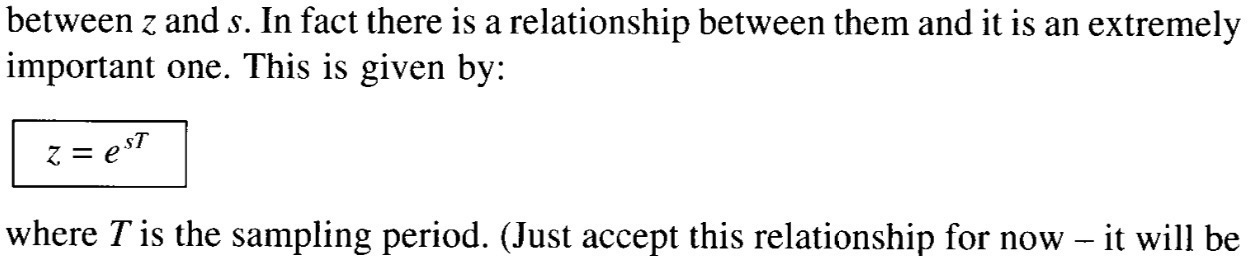 between z and s. In fact there is a relationship between them and it is an extremely
important one. This is given by:
z = e^{sT}
where T is the sampling period. (Just accept this relationship for now – it will be